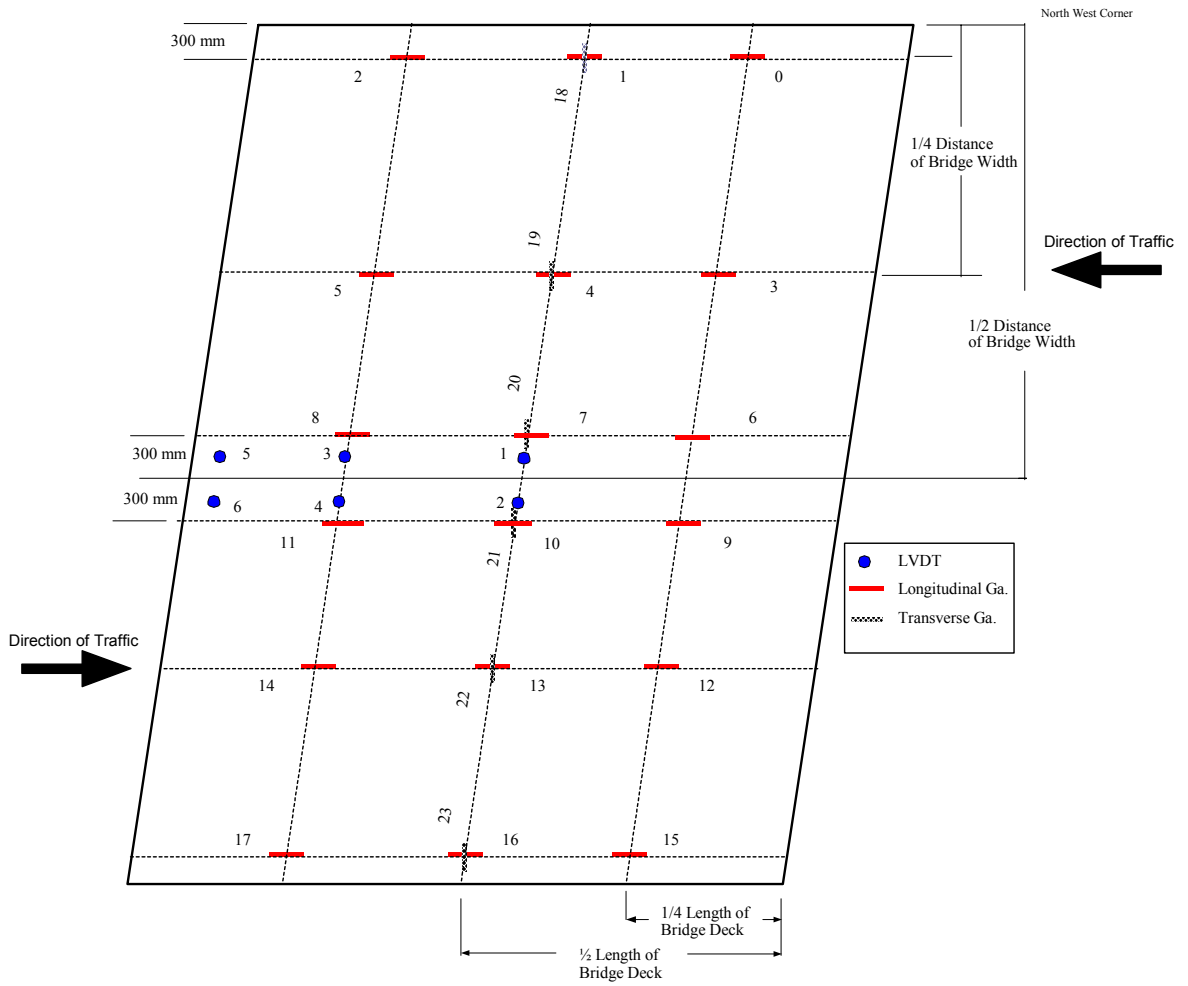 North West Corner
300 mm
2
1
0
18
1/4 Distance
of Bridge Width
19
Direction of Traffic
5
4
3
1/2 Distance
of Bridge Width
20
8
7
6
300 mm
5
3
1
300 mm
6
4
2
11
10
9
21
LVDT
Longitudinal Ga.
Transverse Ga.
Direction of Traffic
14
13
12
22
23
17
16
15
1/4 Length of
Bridge Deck
½ Length of
Bridge Deck